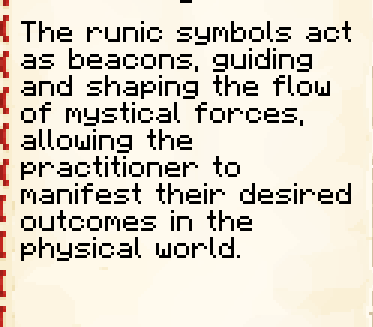 The runic symbols act
as beacons, guiding
and shaping the flow
of mystical forces,
allowing the
practitioner to
manifest their desired
outcomes in the
physical world.